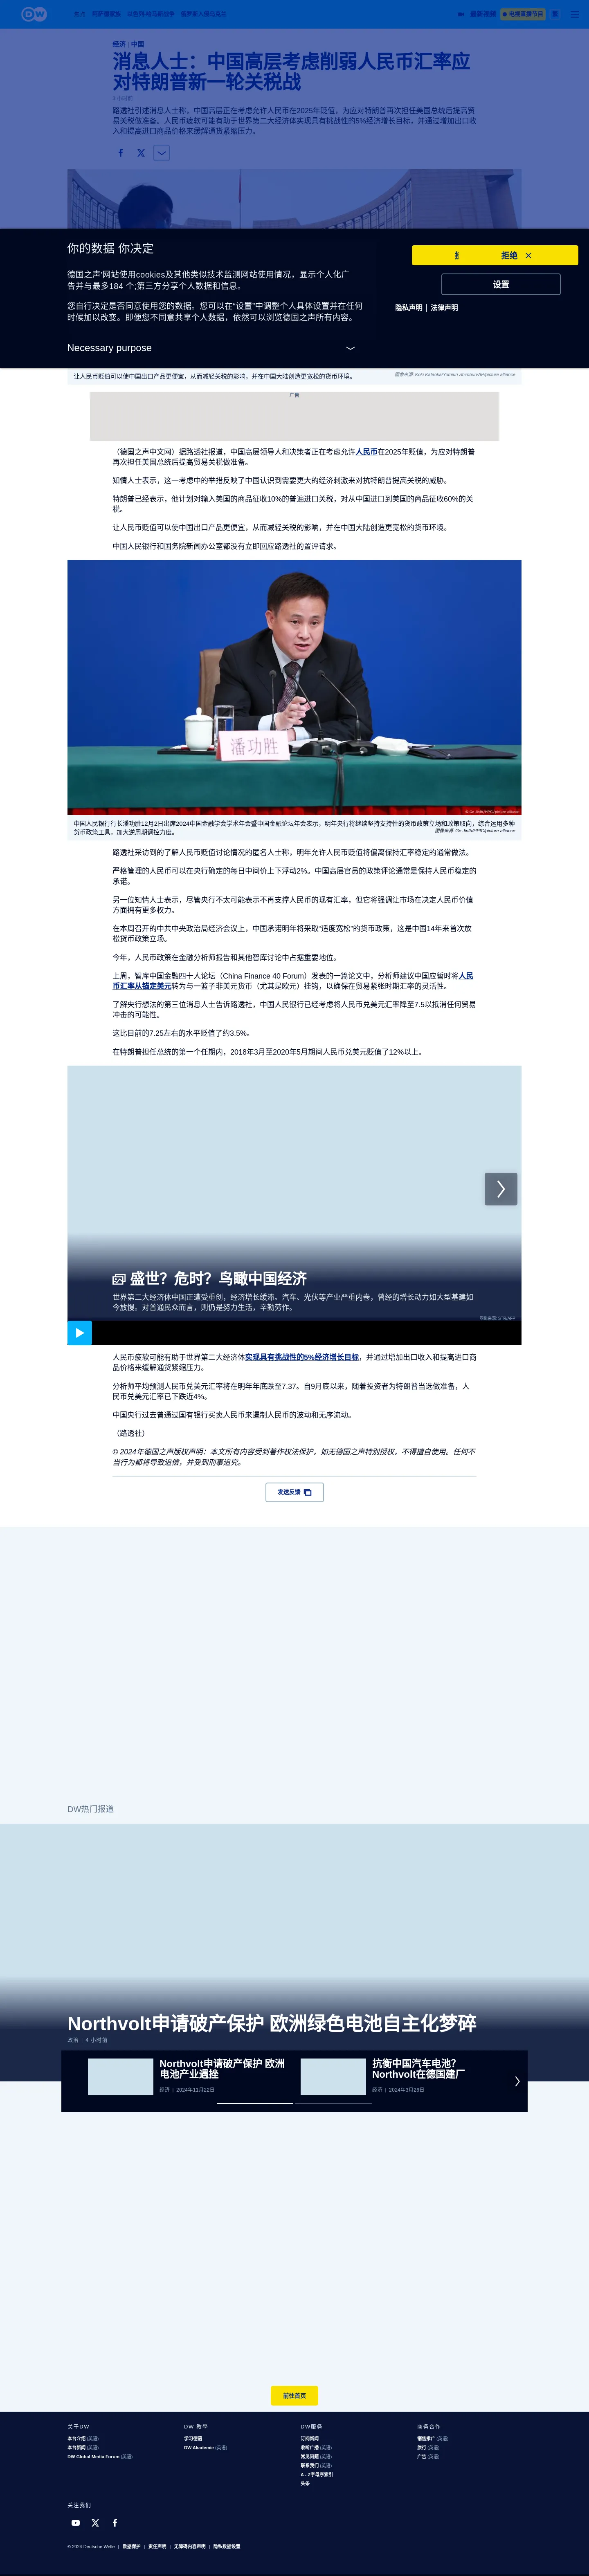 DW
经济 | 中国
消息人士：中国高层考虑削弱人民币汇率应
对特朗普新一轮关税战
路透社引述消息人士称，中国高层正在考虑允许人民币在2025年贬值，为应对特朗普再次担任美国总统后提高贸
易关税做准备。人民币疲软可能有助于世界第二大经济体实现具有挑战性的5%经济增长目标，并通过增加出口收
入和提高进口商品价格来缓解通货紧缩压力。
你的数据 你决定
拒绝
德国之声'网站使用cookies及其他类似技术监测网站使用情况，显示个人化广
告并与最多184 个;第三方分享个人数据和信息。
设置
隐私声明 | 法律声明
您自行决定是否同意使用您的数据。您可以在"设置"中调整个人具体设置并在任何
时候加以改变。即便您不同意共享个人数据，依然可以浏览德国之声所有内容。
Necessary purpose
让人民币贬值可以使中国出口产品更便宜，从而减轻关税的影响，并在中国大陆创造更宽松的货币环境。
广告
（德国之声中文网）据路透社报道，中国高层领导人和决策者正在考虑允许人民币在2025年贬值，为应对特朗普
再次担任美国总统后提高贸易关税做准备。
知情人士表示，这一考虑中的举措反映了中国认识到需要更大的经济刺激来对抗特朗普提高关税的威胁。
特朗普已经表示，他计划对输入美国的商品征收10%的普遍进口关税，对从中国进口到美国的商品征收60%的关
税。
让人民币贬值可以使中国出口产品更便宜，从而减轻关税的影响，并在中国大陆创造更宽松的货币环境。
中国人民银行和国务院新闻办公室都没有立即回应路透社的置评请求。
潘功胜
中国人民银行行长潘功胜12月2日出席2024中国金融学会学术年会暨中国金融论坛年会表示，明年央行将继续坚持支持性的货币政策立场和政策取向，综合运用多种
货币政策工具，加大逆周期调控力度。
图像来源: Ge Jinfh/HPIC/picture alliance
路透社采访到的了解人民币贬值讨论情况的匿名人士称，明年允许人民币贬值将偏离保持汇率稳定的通常做法。
严格管理的人民币可以在央行确定的每日中间价上下浮动2%。中国高层官员的政策评论通常是保持人民币稳定的
承诺。
另一位知情人士表示，尽管央行不太可能表示不再支撑人民币的现有汇率，但它将强调让市场在决定人民币价值
方面拥有更多权力。
在本周召开的中共中央政治局经济会议上，中国承诺明年将采取"适度宽松"的货币政策，这是中国14年来首次放
松货币政策立场。
今年，人民币政策在金融分析师报告和其他智库讨论中占据重要地位。
上周，智库中国金融四十人论坛（China Finance 40 Forum）发表的一篇论文中，分析师建议中国应暂时将人民
币汇率从锚定美元转为与一篮子非美元货币（尤其是欧元）挂钩，以确保在贸易紧张时期汇率的灵活性。
了解央行想法的第三位消息人士告诉路透社，中国人民银行已经考虑将人民币兑美元汇率降至7.5以抵消任何贸易
冲击的可能性。
这比目前的7.25左右的水平贬值了约3.5%。
在特朗普担任总统的第一个任期内，2018年3月至2020年5月期间人民币兑美元贬值了12%以上。
盛世？危时？鸟瞰中国经济
世界第二大经济体中国正遭受重创，经济增长缓滞。汽车、光伏等产业严重内卷，曾经的增长动力如大型基建如
今放慢。对普通民众而言，则仍是努力生活，辛勤劳作。
图像来源: STR/AFP
人民币疲软可能有助于世界第二大经济体实现具有挑战性的5%经济增长目标，并通过增加出口收入和提高进口商
品价格来缓解通货紧缩压力。
分析师平均预测人民币兑美元汇率将在明年年底跌至7.37。自9月底以来，随着投资者为特朗普当选做准备，人
民币兑美元汇率已下跌近4%。
中国央行过去曾通过国有银行买卖人民币来遏制人民币的波动和无序流动。
（路透社）
© 2024年德国之声版权声明：本文所有内容受到著作权法保护，如无德国之声特别授权，不得擅自使用。任何不
当行为都将导致追偿，并受到刑事追究。
发送反馈
DW热门报道
Northvolt申请破产保护 欧洲绿色电池自主化梦碎
政治 | 4 小时前
Northvolt申请破产保护 欧洲
电池产业遇挫
经济 | 2024年11月22日
抗衡中国汽车电池？
Northvolt在德国建厂
经济 | 2024年3月26日
前往首页
关于DW
本台介绍 (英语)
本台新闻 (英语)
DW Global Media Forum (英语)
DW 教学
学习德语
DW Akademie (英语)
DW服务
订阅新闻
收听广播 (英语)
常见问题 (英语)
联系我们 (英语)
A - Z字母序索引
头条
商务合作
销售推广 (英语)
旅行 (英语)
广告 (英语)
关注我们
© 2024 Deutsche Welle | 数据保护 | 责任声明 | 无障碍内容声明 | 隐私数据设置